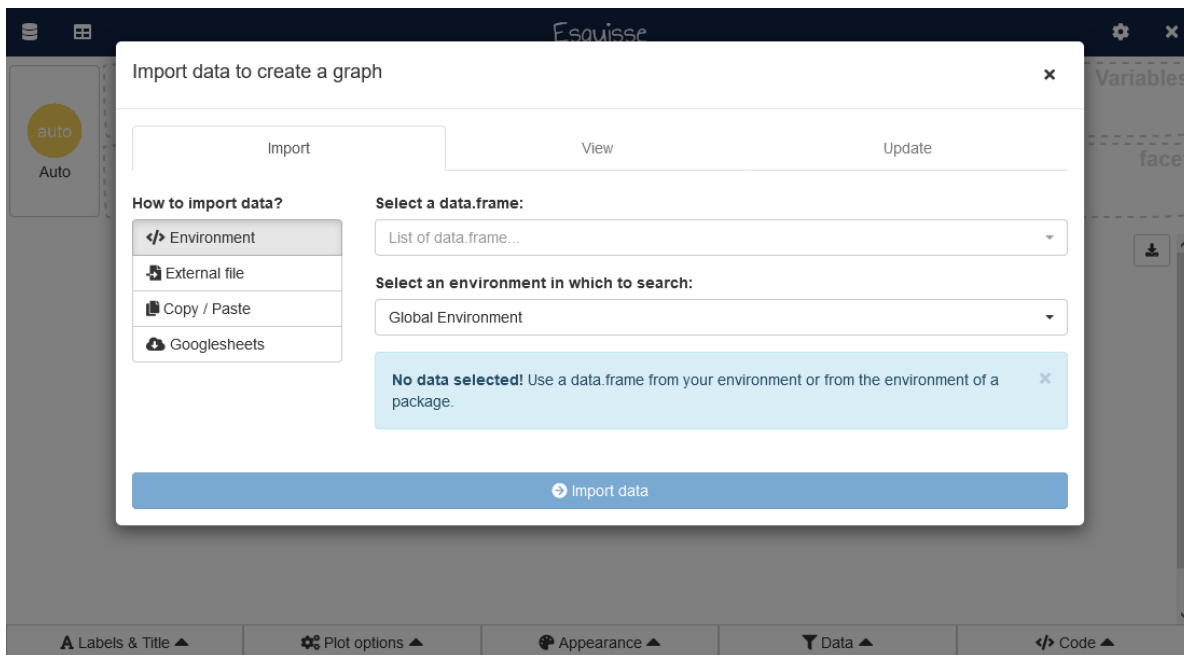 Esquisse
Import data to create a graph
Variables
auto
Auto
Import
View
Update
face
How to import data?
Select a data.frame:
Environment
List of data.frame...
External file
Select an environment in which to search:
Copy / Paste
Global Environment
Googlesheets
No data selected! Use a data.frame from your environment or from the environment of a
package.
Import data
Labels & Title
Plot options
Appearance
Data
</> Code